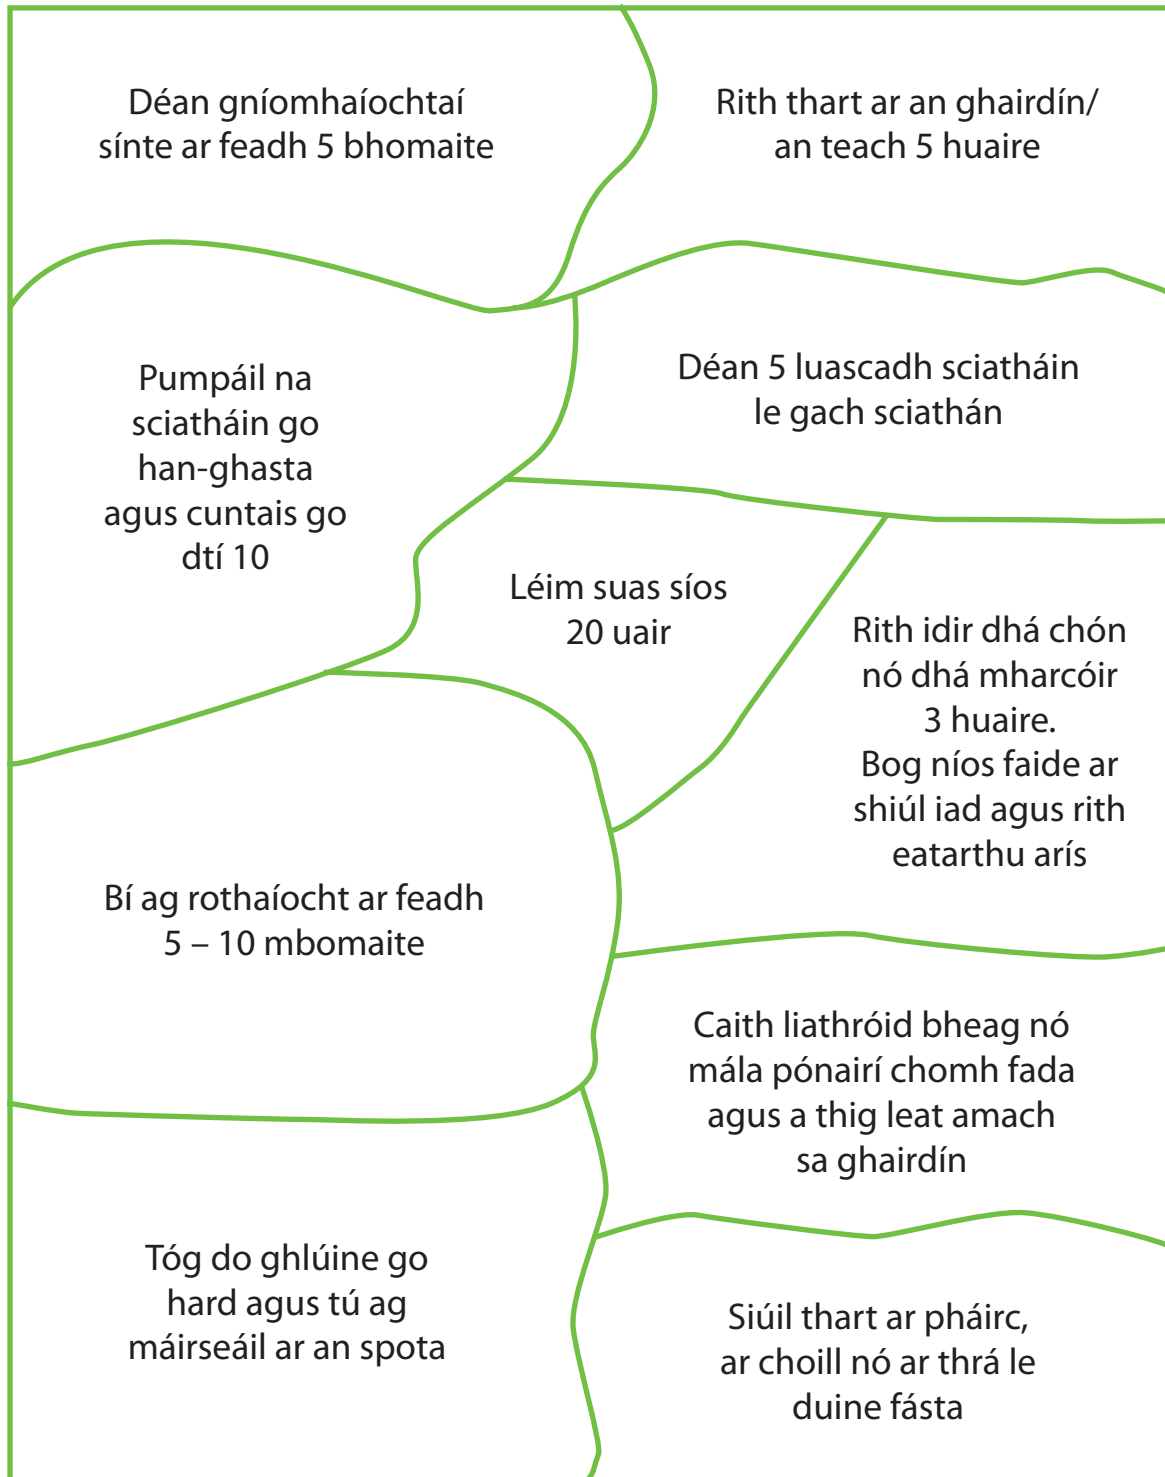 Déan gníomhaíochtaí
sínte ar feadh 5 bhomaite
Rith thart ar an ghairdín/
an teach 5 huaire
Pumpáil na
sciatháin go
han-ghasta
agus cuntais go
dtí 10
Déan 5 luascadh sciatháin
le gach sciathán
Léim suas síos
20 uair
Rith idir dhá chón
nó dhá mharcóir
3 huaire.
Bog níos faide ar
shiúl iad agus rith
eatarthu arís
Bí ag rothaíocht ar feadh
5 – 10 mbomaite
Caith liathróid bheag nó
mála pónairí chomh fada
agus a thig leat amach
sa ghairdín
Tóg do ghlúine go
hard agus tú ag
máirseáil ar an spota
Siúil thart ar pháirc,
ar choill nó ar thrá le
duine fásta